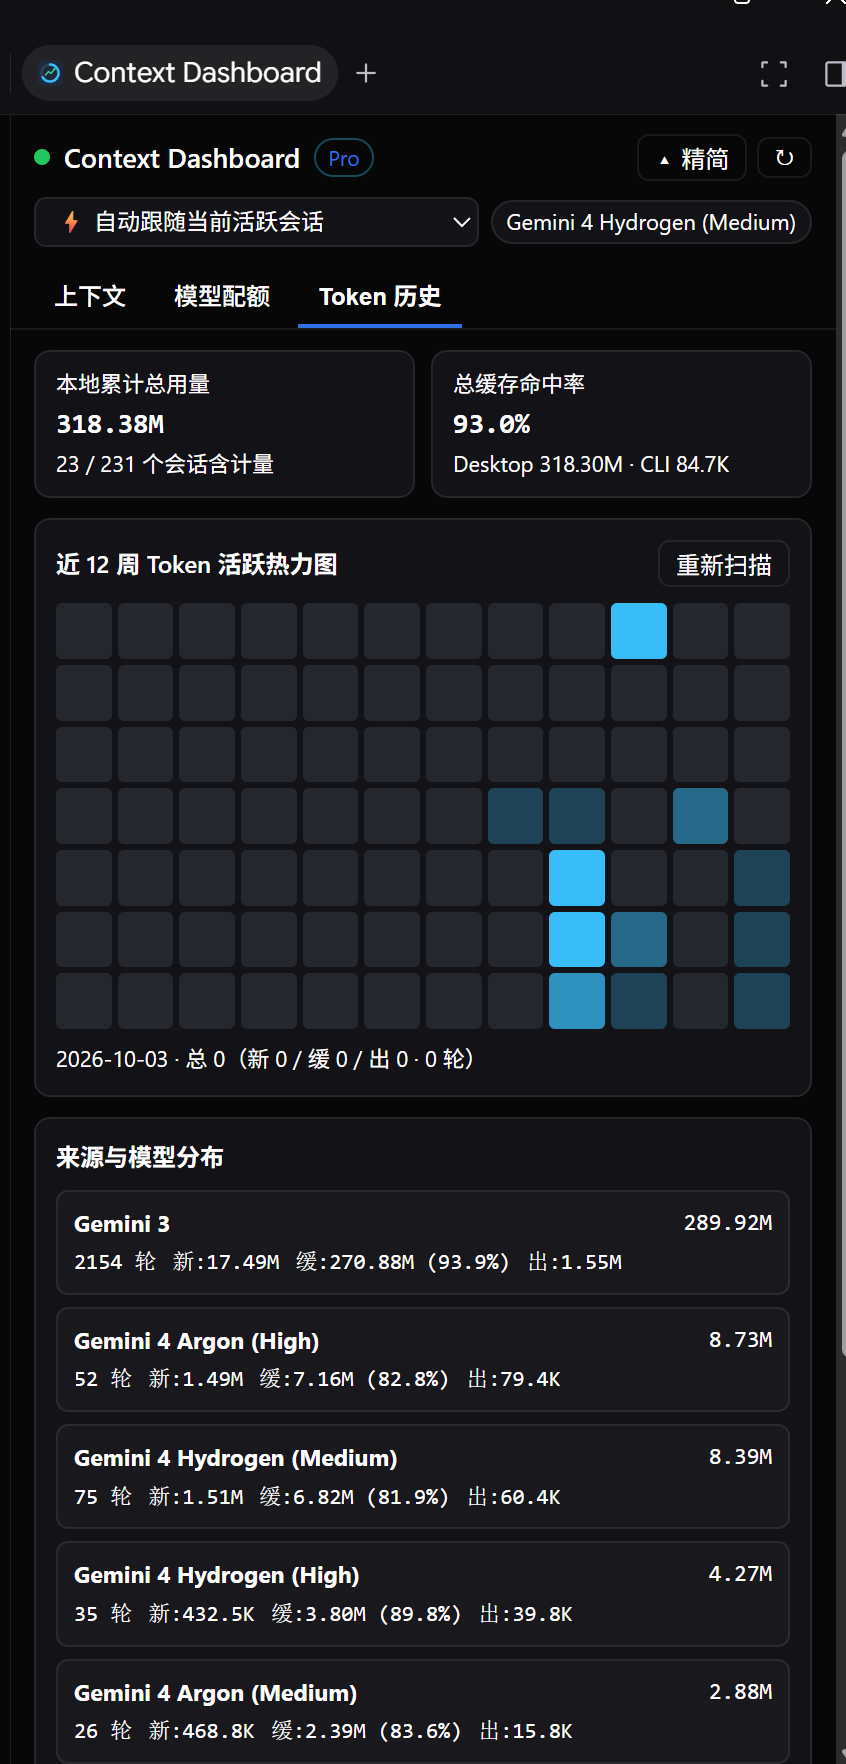 Context Dashboard
Context Dashboard Pro ▲ 精简 ↻
自动跟随当前活跃会话 Gemini 4 Hydrogen (Medium)
上下文 模型配额 Token 历史
本地累计总用量
318.38M
23 / 231 个会话含计量
总缓存命中率
93.0%
Desktop 318.30M · CLI 84.7K
近 12 周 Token 活跃热力图 重新扫描
2026-10-03 · 总 0（新 0 / 缓 0 / 出 0 · 0 轮）
来源与模型分布
Gemini 3 289.92M
2154 轮 新:17.49M 缓:270.88M (93.9%) 出:1.55M
Gemini 4 Argon (High) 8.73M
52 轮 新:1.49M 缓:7.16M (82.8%) 出:79.4K
Gemini 4 Hydrogen (Medium) 8.39M
75 轮 新:1.51M 缓:6.82M (81.9%) 出:60.4K
Gemini 4 Hydrogen (High) 4.27M
35 轮 新:432.5K 缓:3.80M (89.8%) 出:39.8K
Gemini 4 Argon (Medium) 2.88M
26 轮 新:468.8K 缓:2.39M (83.6%) 出:15.8K